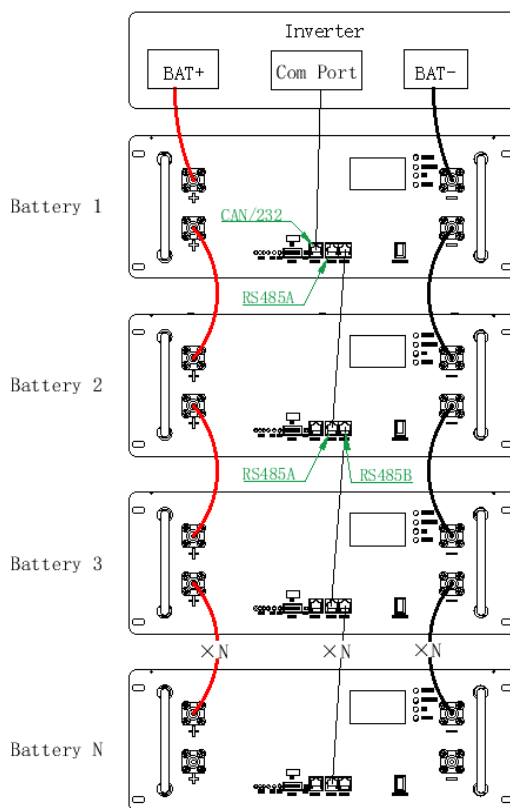 Inverter
BAT+
Com Port
BAT-
Battery 1
CAN/232
RS485A
Battery 2
RS485A
RS485B
Battery 3
×N
×N
×N
Battery N